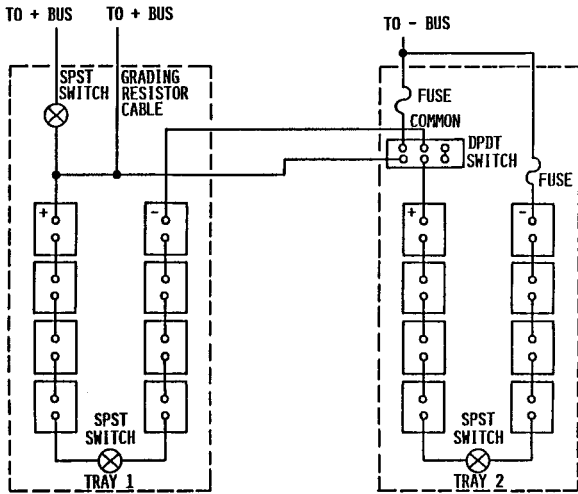 TO + BUS
TO + BUS
TO - BUS
SPST
SWITCH
GRADING
RESISTOR
CABLE
FUSE
COMMON
DPDT
SWITCH
FUSE
+
-
+
-
SPST
SWITCH
TRAY 1
SPST
SWITCH
TRAY 2